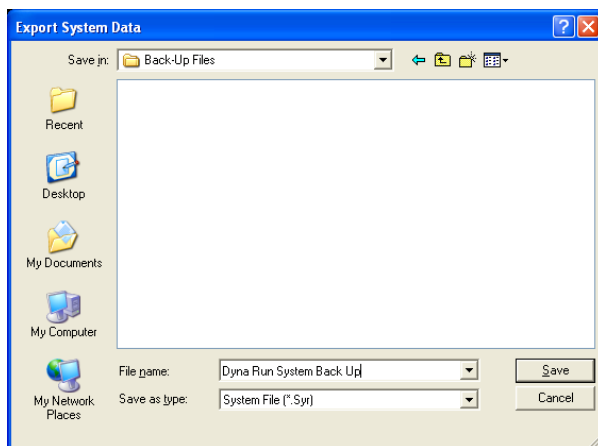 Export System Data
Save in:
Back-Up Files
Recent
Desktop
My Documents
My Computer
My Network
Places
File name:
Dyna Run System Back Up
Save
Save as type:
System File (*.Syr)
Cancel